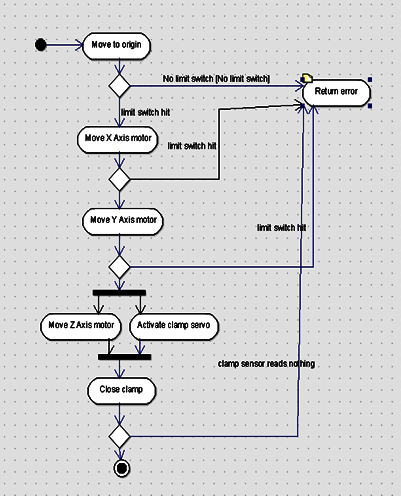 Move to origin
No limit switch [No limit switch]
Return error
limit switch hit
Move X Axis motor
limit switch hit
Move Y Axis motor
limit switch hit
Move Z Axis motor
Activate clamp servo
clamp sensor reads nothing
Close clamp